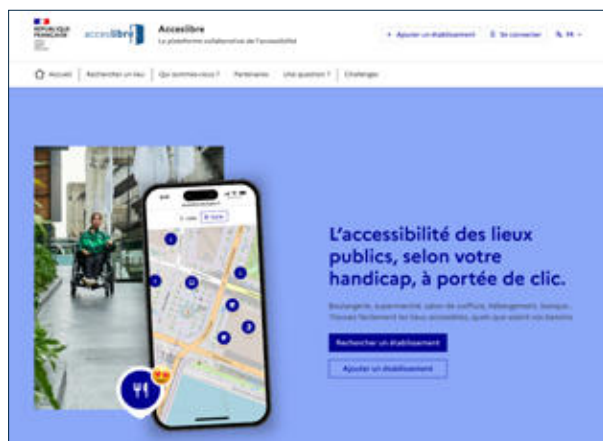 RÉPUBLIQUE
FRANÇAISE
acceslibre
Acceslibre
La plateforme collaborative de l'accessibilité
+ Ajouter un établissement
Se connecter
FR
Accueil
Rechercher un lieu
Qui sommes-nous ?
Partenaires
Une question ?
Challenges
L'accessibilité des lieux
publics, selon votre
handicap, à portée de clic.
Boulangerie, supermarché, salon de coiffure, hébergement, banque...
Trouvez facilement les lieux accessibles, quels que soient vos besoins.
Rechercher un établissement
Ajouter un établissement